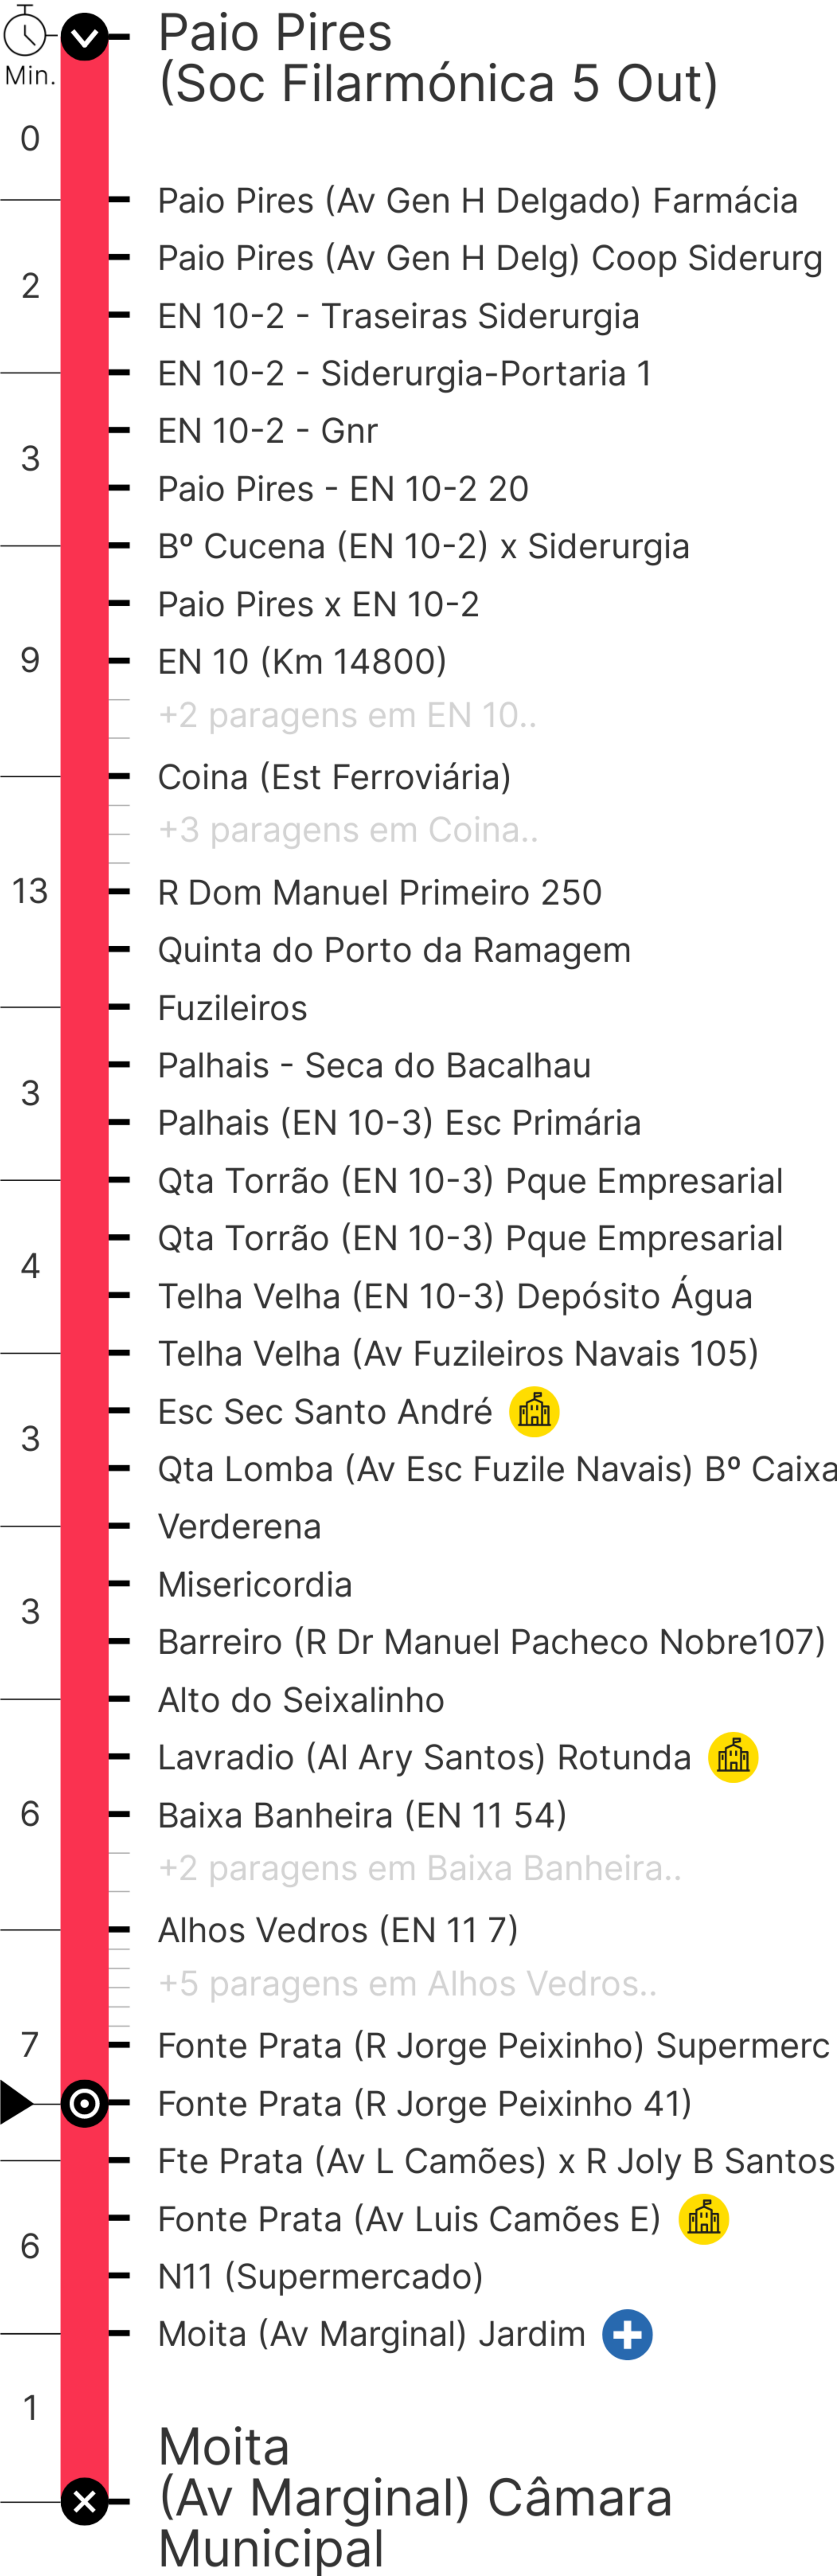 Paio Pires
(Soc Filarmónica 5 Out)
Min.
0
Paio Pires (Av Gen H Delgado) Farmácia
Paio Pires (Av Gen H Delg) Coop Siderurg
2
EN 10-2 - Traseiras Siderurgia
EN 10-2 - Siderurgia-Portaria 1
EN 10-2 - Gnr
3
Paio Pires - EN 10-2 20
Bº Cucena (EN 10-2) x Siderurgia
Paio Pires x EN 10-2
9
EN 10 (Km 14800)
+2 paragens em EN 10..
Coina (Est Ferroviária)
+3 paragens em Coina..
13
R Dom Manuel Primeiro 250
Quinta do Porto da Ramagem
Fuzileiros
Palhais - Seca do Bacalhau
3
Palhais (EN 10-3) Esc Primária
Qta Torrão (EN 10-3) Pque Empresarial
Qta Torrão (EN 10-3) Pque Empresarial
4
Telha Velha (EN 10-3) Depósito Água
Telha Velha (Av Fuzileiros Navais 105)
Esc Sec Santo André
3
Qta Lomba (Av Esc Fuzile Navais) Bº Caixa
Verderena
Misericordia
3
Barreiro (R Dr Manuel Pacheco Nobre107)
Alto do Seixalinho
Lavradio (Al Ary Santos) Rotunda
6
Baixa Banheira (EN 11 54)
+2 paragens em Baixa Banheira..
Alhos Vedros (EN 11 7)
+5 paragens em Alhos Vedros..
7
Fonte Prata (R Jorge Peixinho) Supermerc
Fonte Prata (R Jorge Peixinho 41)
Fte Prata (Av L Camões) x R Joly B Santos
Fonte Prata (Av Luis Camões E)
6
N11 (Supermercado)
Moita (Av Marginal) Jardim
1
Moita
(Av Marginal) Câmara
Municipal